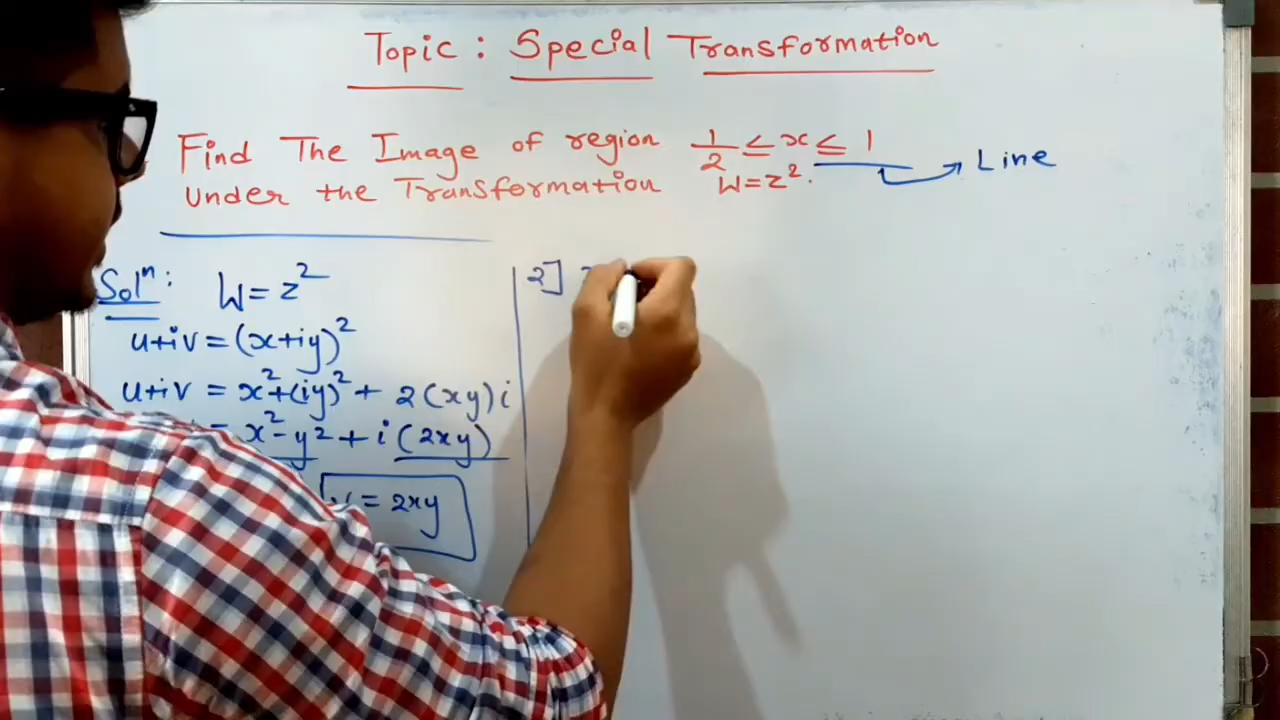 Topic : Special Transformation
Find The Image of region 1/2 ≤ x ≤ 1
Line
under the Transformation W=z².
Solⁿ: W=z²
u+iv=(x+iy)²
u+iv = x²+(iy)²+ 2(xy)i
= x²-y²+i(2xy)
= 2xy
2]